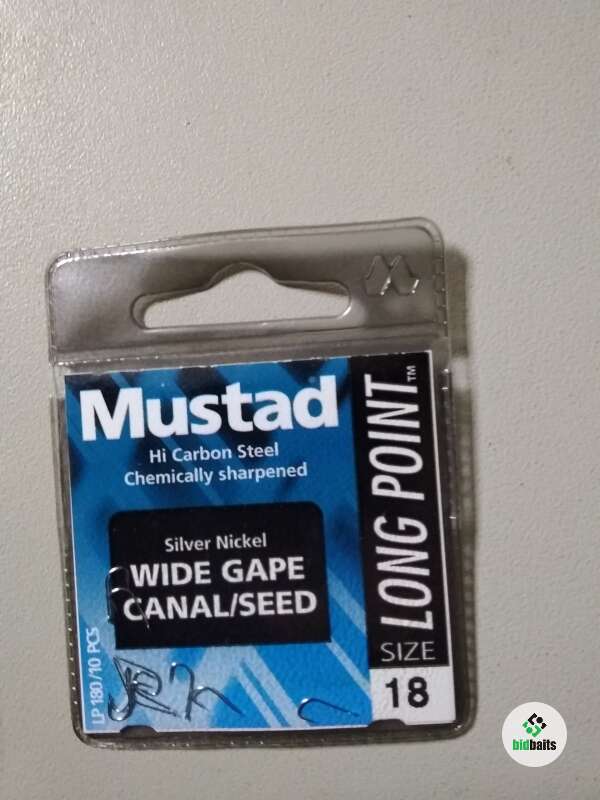 Mustad
Hi Carbon Steel
Chemically sharpened
Silver Nickel
WIDE GAPE
CANAL/SEED
LP 180/10 PCS
LONG POINT™
SIZE
18
bidbaits